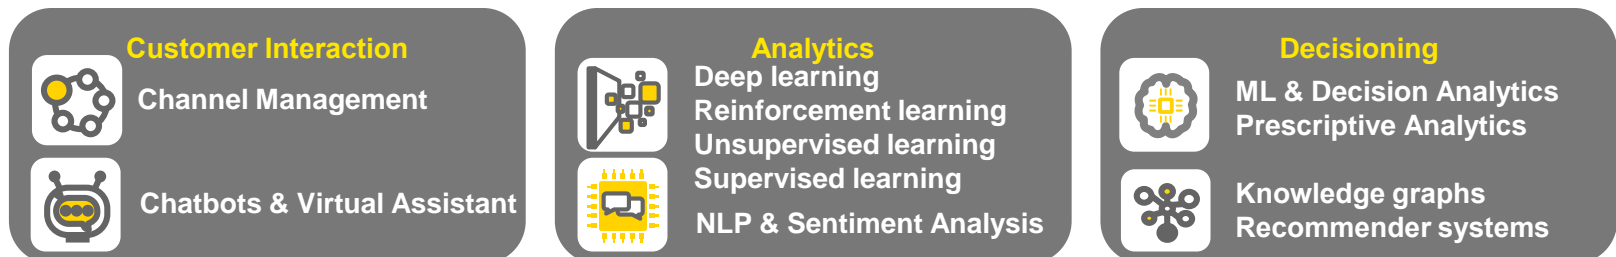 Customer Interaction
Channel Management
Chatbots & Virtual Assistant
Analytics
Deep learning
Reinforcement learning
Unsupervised learning
Supervised learning
NLP & Sentiment Analysis
Decisioning
ML & Decision Analytics
Prescriptive Analytics
Knowledge graphs
Recommender systems